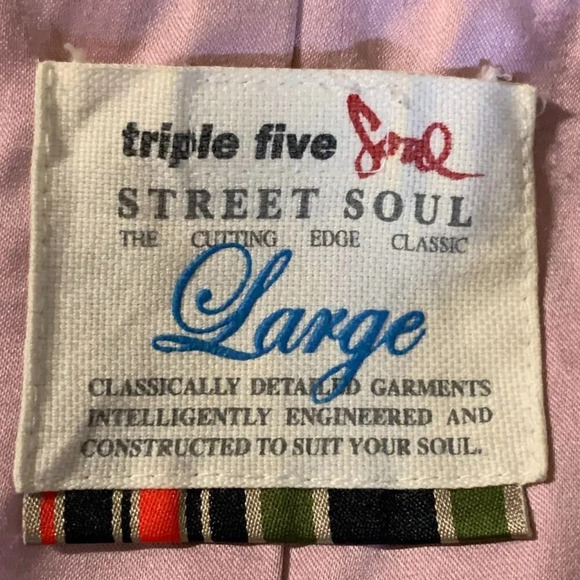 triple five Soul
STREET SOUL
THE CUTTING EDGE CLASSIC
Large
CLASSICALLY DETAILED GARMENTS
INTELLIGENTLY ENGINEERED AND
CONSTRUCTED TO SUIT YOUR SOUL.